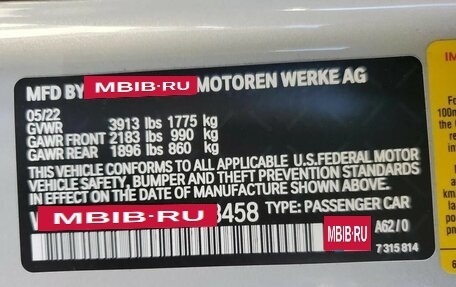 MFD BY MBIB.RU MOTOREN WERKE AG
05/22
GVWR 3913 lbs 1775 kg
GAWR FRONT 2183 lbs 990 kg
GAWR REAR 1896 lbs 860 kg
THIS VEHICLE CONFORMS TO ALL APPLICABLE U.S.FEDERAL MOTOR
VEHICLE SAFETY, BUMPER AND THEFT PREVENTION STANDARDS
IN EFFECT ON THE DATE OF MANUFACTURE SHOWN ABOVE.
V MBIB.RU 8458 TYPE: PASSENGER CAR
MBIB.RU A62/0
7 315 814